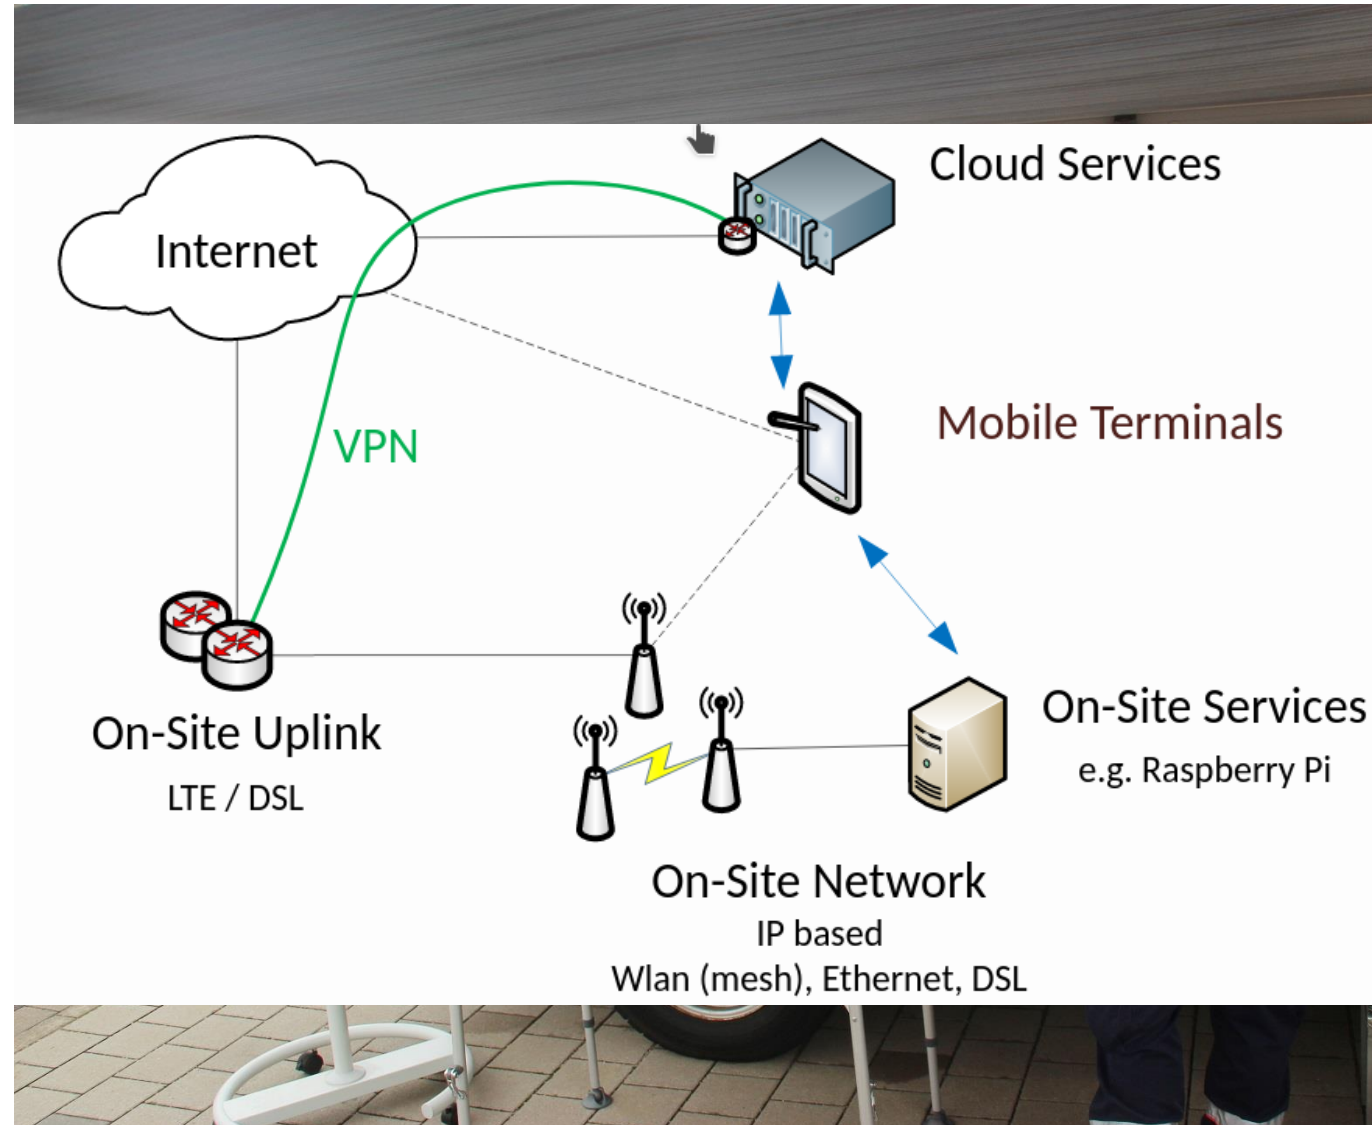 Cloud Services
Internet
Mobile Terminals
VPN
On-Site Uplink
LTE / DSL
On-Site Services
e.g. Raspberry Pi
On-Site Network
IP based
Wlan (mesh), Ethernet, DSL